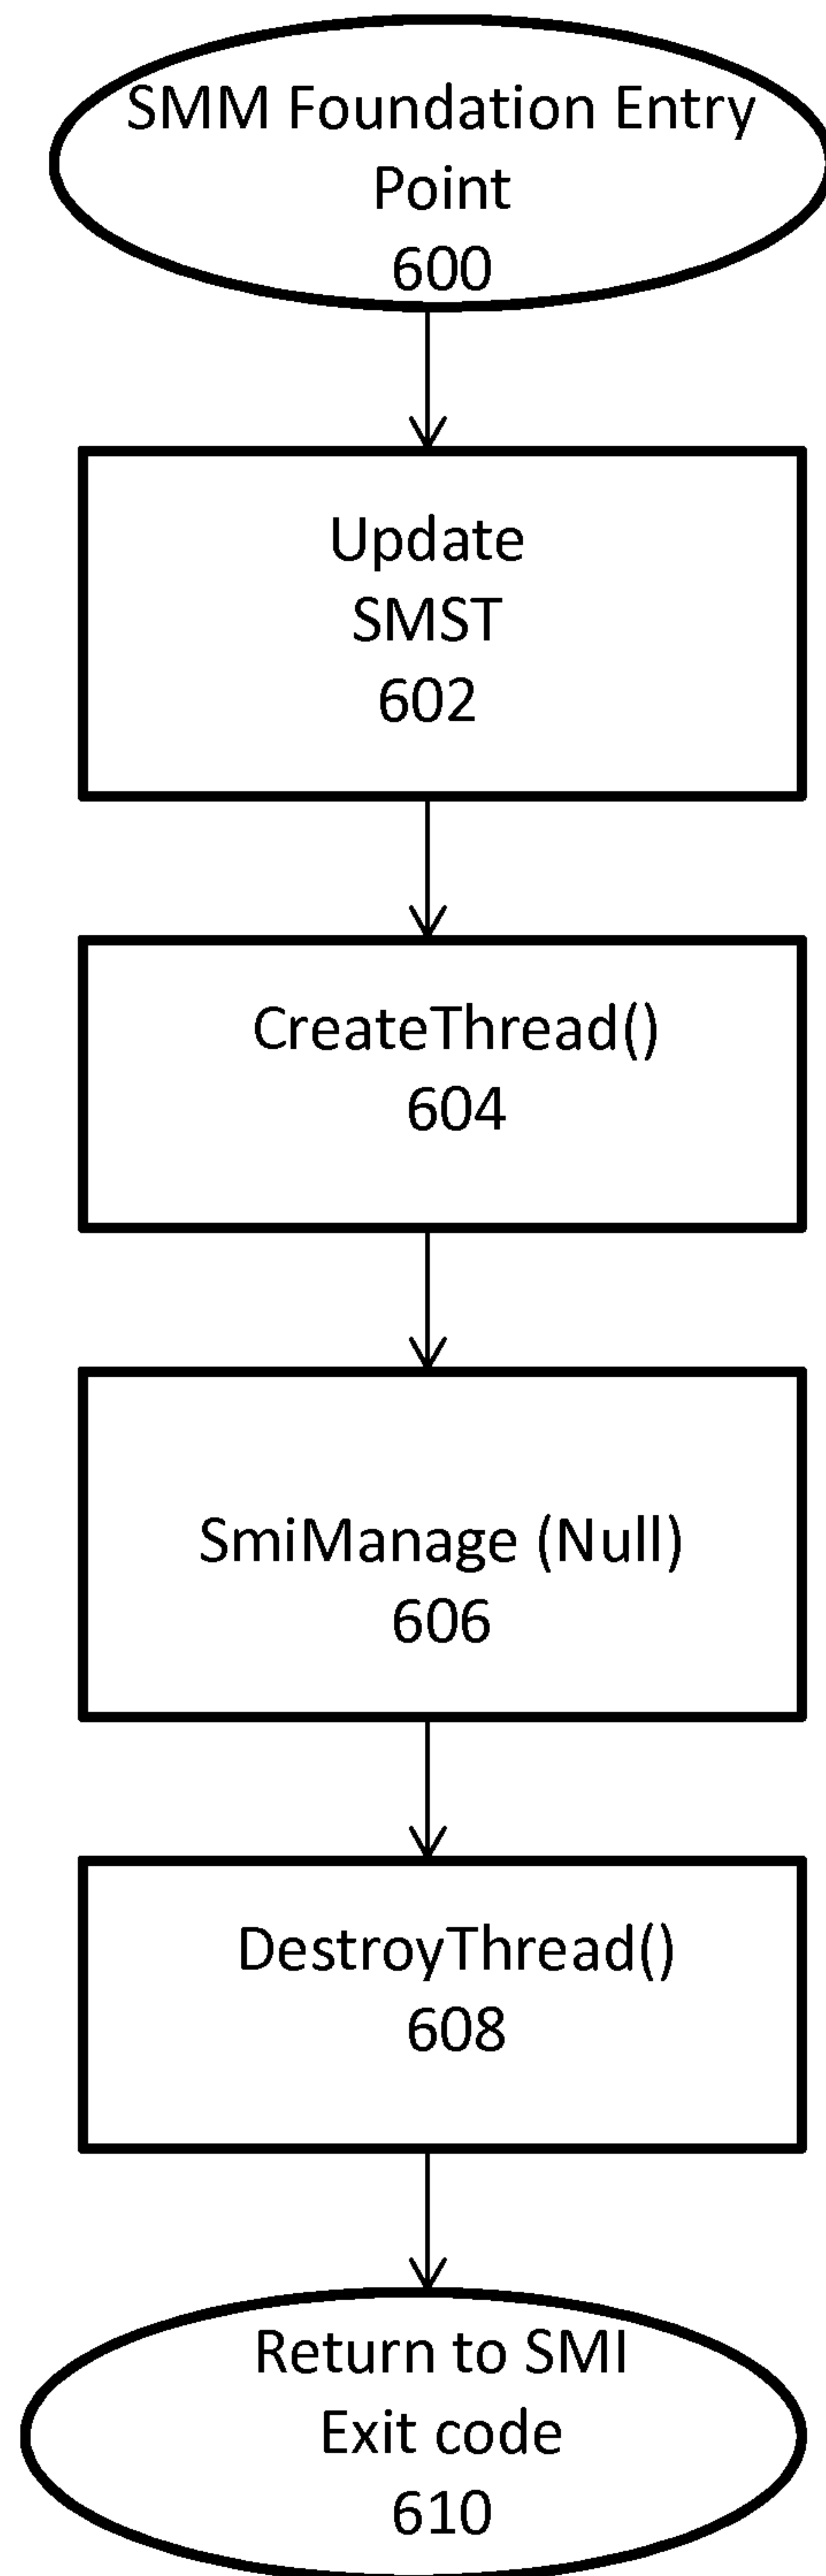 SMM Foundation Entry
Point
600
Update
SMST
602
CreateThread()
604
SmiManage (Null)
606
DestroyThread()
608
Return to SMI
Exit code
610